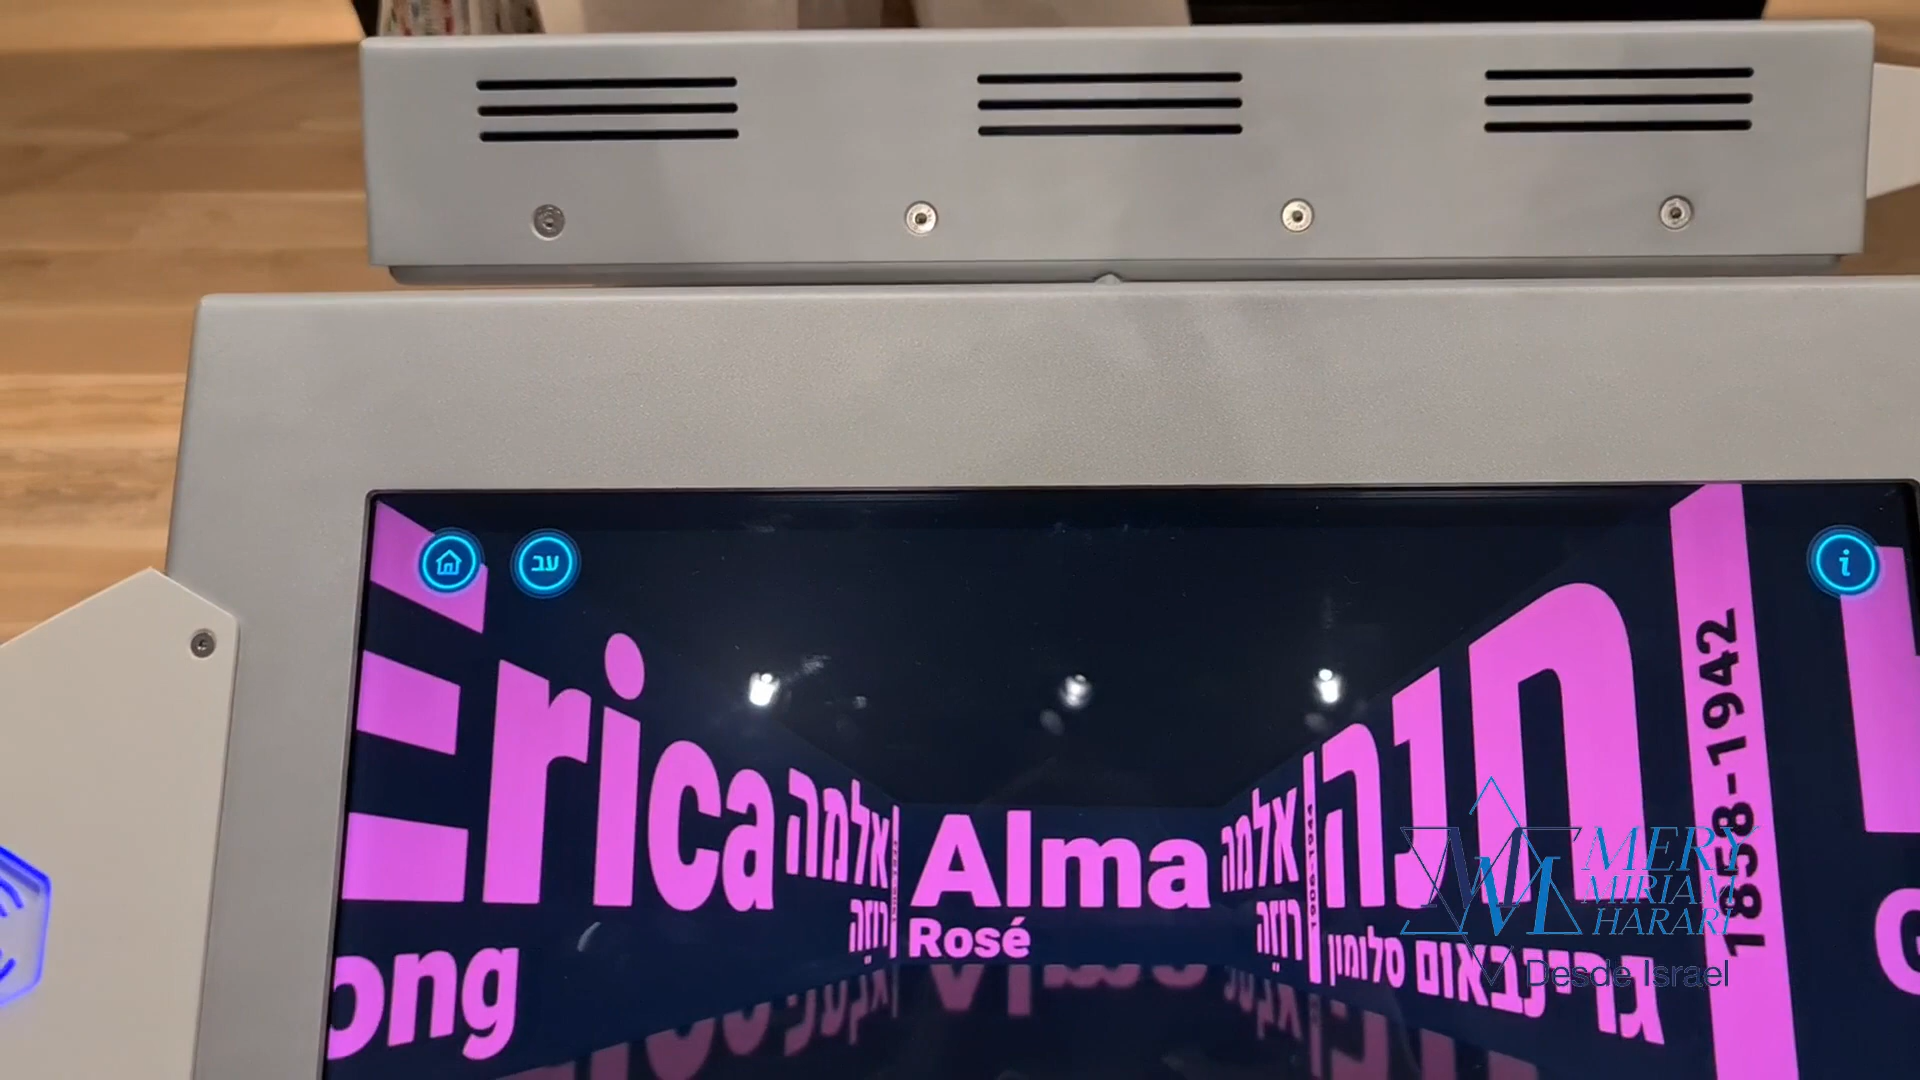 עב
i
Erica
ong
אלמה
רוזה
Alma
Rosé
אלמה
רוזה
1906-1944
חנה
גרינבאום סלומון
1858-1942
G
MERY
MIRIAM
HARARI
Desde Israel